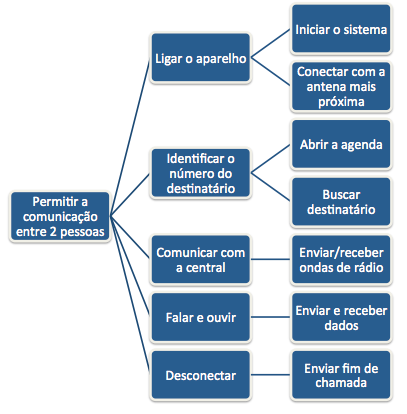 Permitir a
comunicação
entre 2 pessoas
Ligar o aparelho
Iniciar o sistema
Conectar com a
antena mais
próxima
Identificar o
número do
destinatário
Abrir a agenda
Buscar
destinatário
Comunicar com
a central
Enviar/receber
ondas de rádio
Falar e ouvir
Enviar e receber
dados
Desconectar
Enviar fim de
chamada